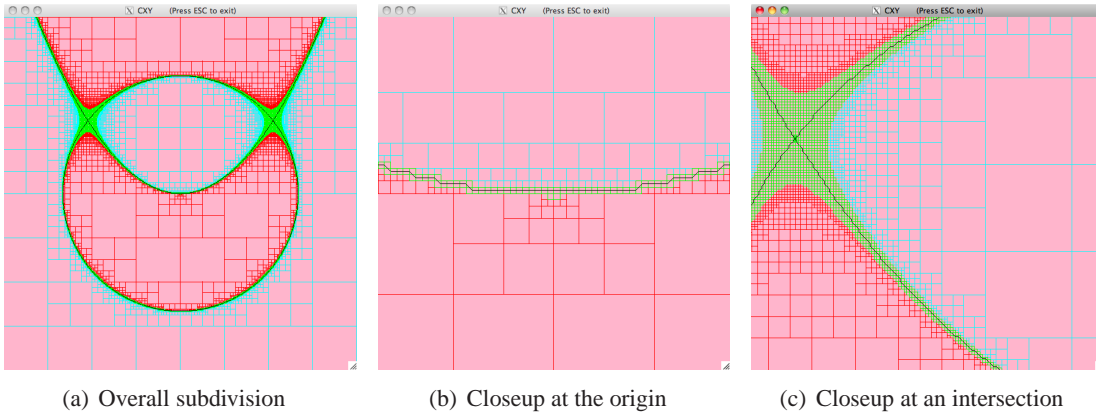 CXY (Press ESC to exit)
CXY (Press ESC to exit)
CXY (Press ESC to exit)
(a) Overall subdivision
(b) Closeup at the origin
(c) Closeup at an intersection